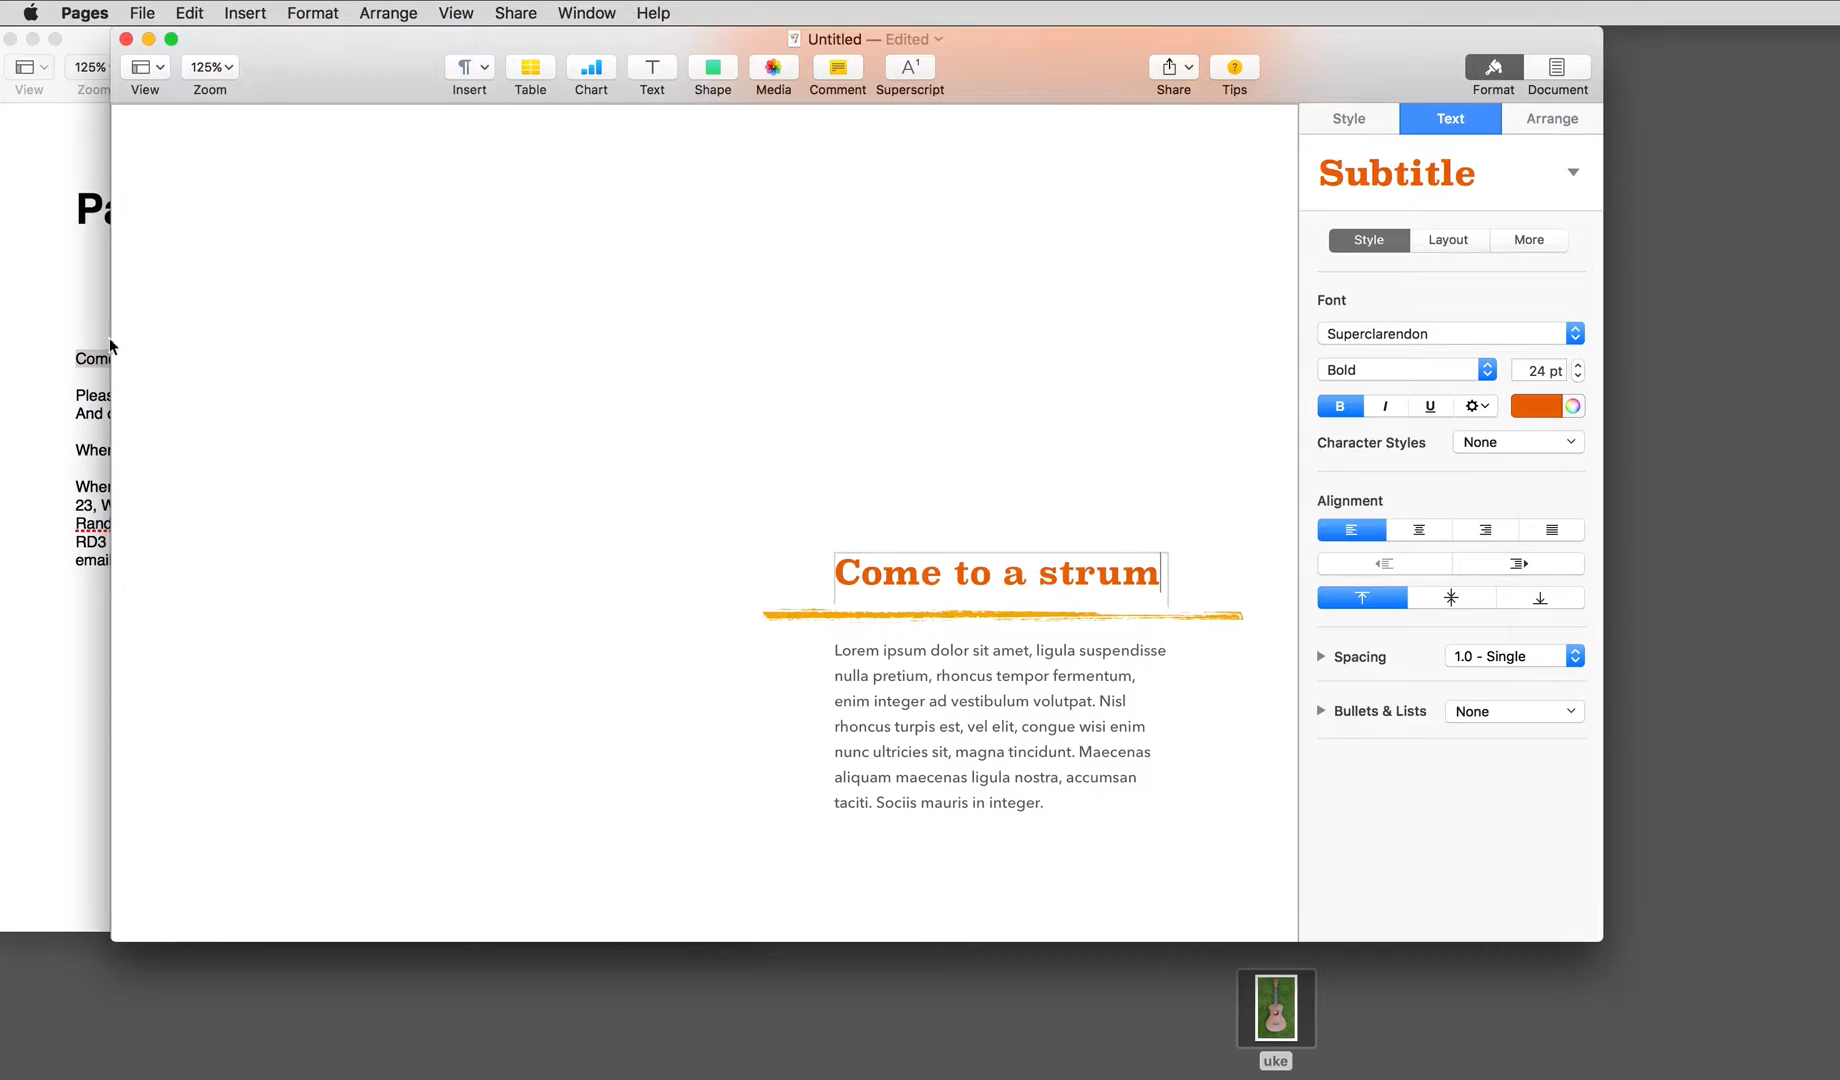 Pages File Edit Insert Format Arrange View Share Window Help
Untitled — Edited
125%
125%
View
Zoom
View
Zoom
Insert
Table
Chart
Text
Shape
Media
Comment
Superscript
Share
Tips
Format
Document
Style
Text
Arrange
Subtitle
Style
Layout
More
Font
Superclarendon
Bold
24 pt
B I U
Character Styles
None
Alignment
Spacing
1.0 - Single
Bullets & Lists
None
Come to a strum
Lorem ipsum dolor sit amet, ligula suspendisse
nulla pretium, rhoncus tempor fermentum,
enim integer ad vestibulum volutpat. Nisl
rhoncus turpis est, vel elit, congue wisi enim
nunc ultricies sit, magna tincidunt. Maecenas
aliquam maecenas ligula nostra, accumsan
taciti. Sociis mauris in integer.
And
23,
RD3
uke